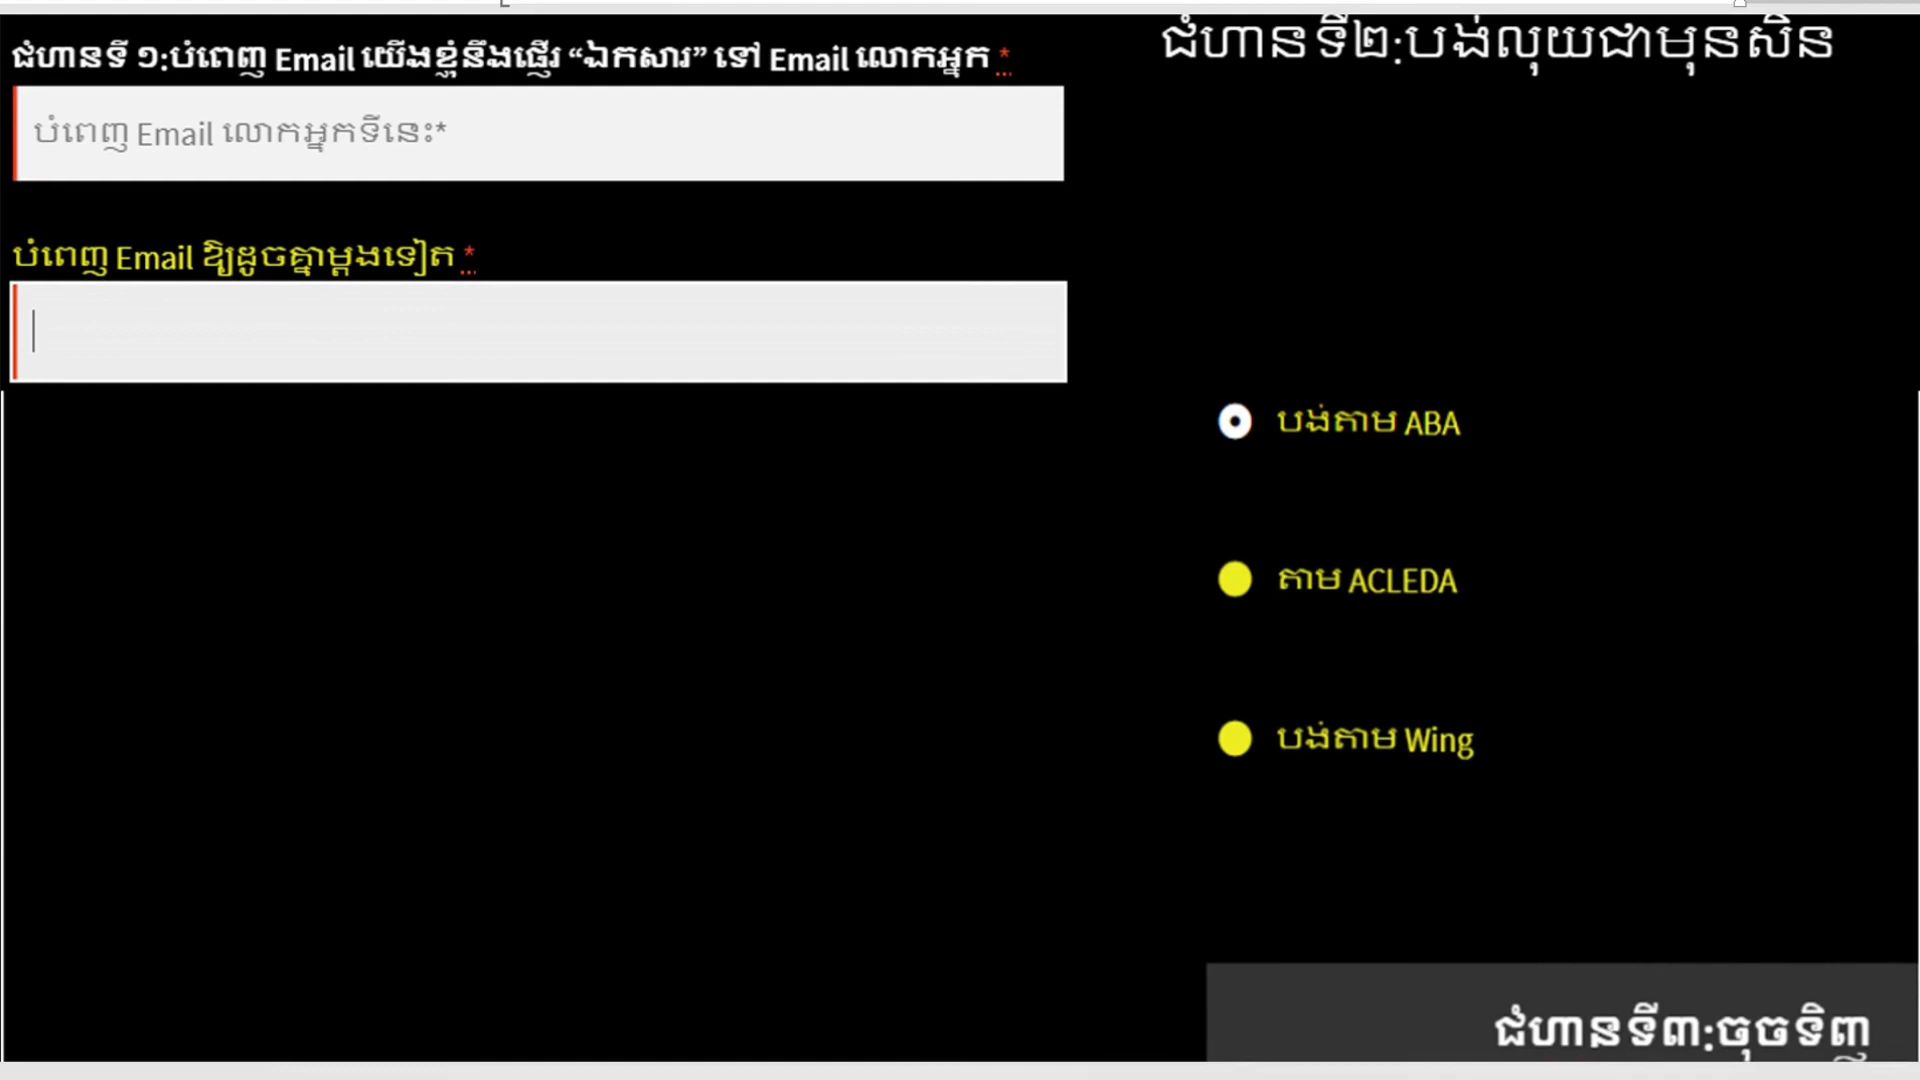 ជំហានទី ១:បំពេញ Email យើងខ្ញុំនឹងផ្ញើរ “ឯកសារ” ទៅ Email លោកអ្នក *
បំពេញ Email លោកអ្នកទីនេះ*
បំពេញ Email ឱ្យដូចគ្នាម្ដងទៀត *
ជំហានទី២:បង់លុយជាមុនសិន
បង់តាម ABA
តាម ACLEDA
បង់តាម Wing
ជំហានទី៣:ចុចទិញ